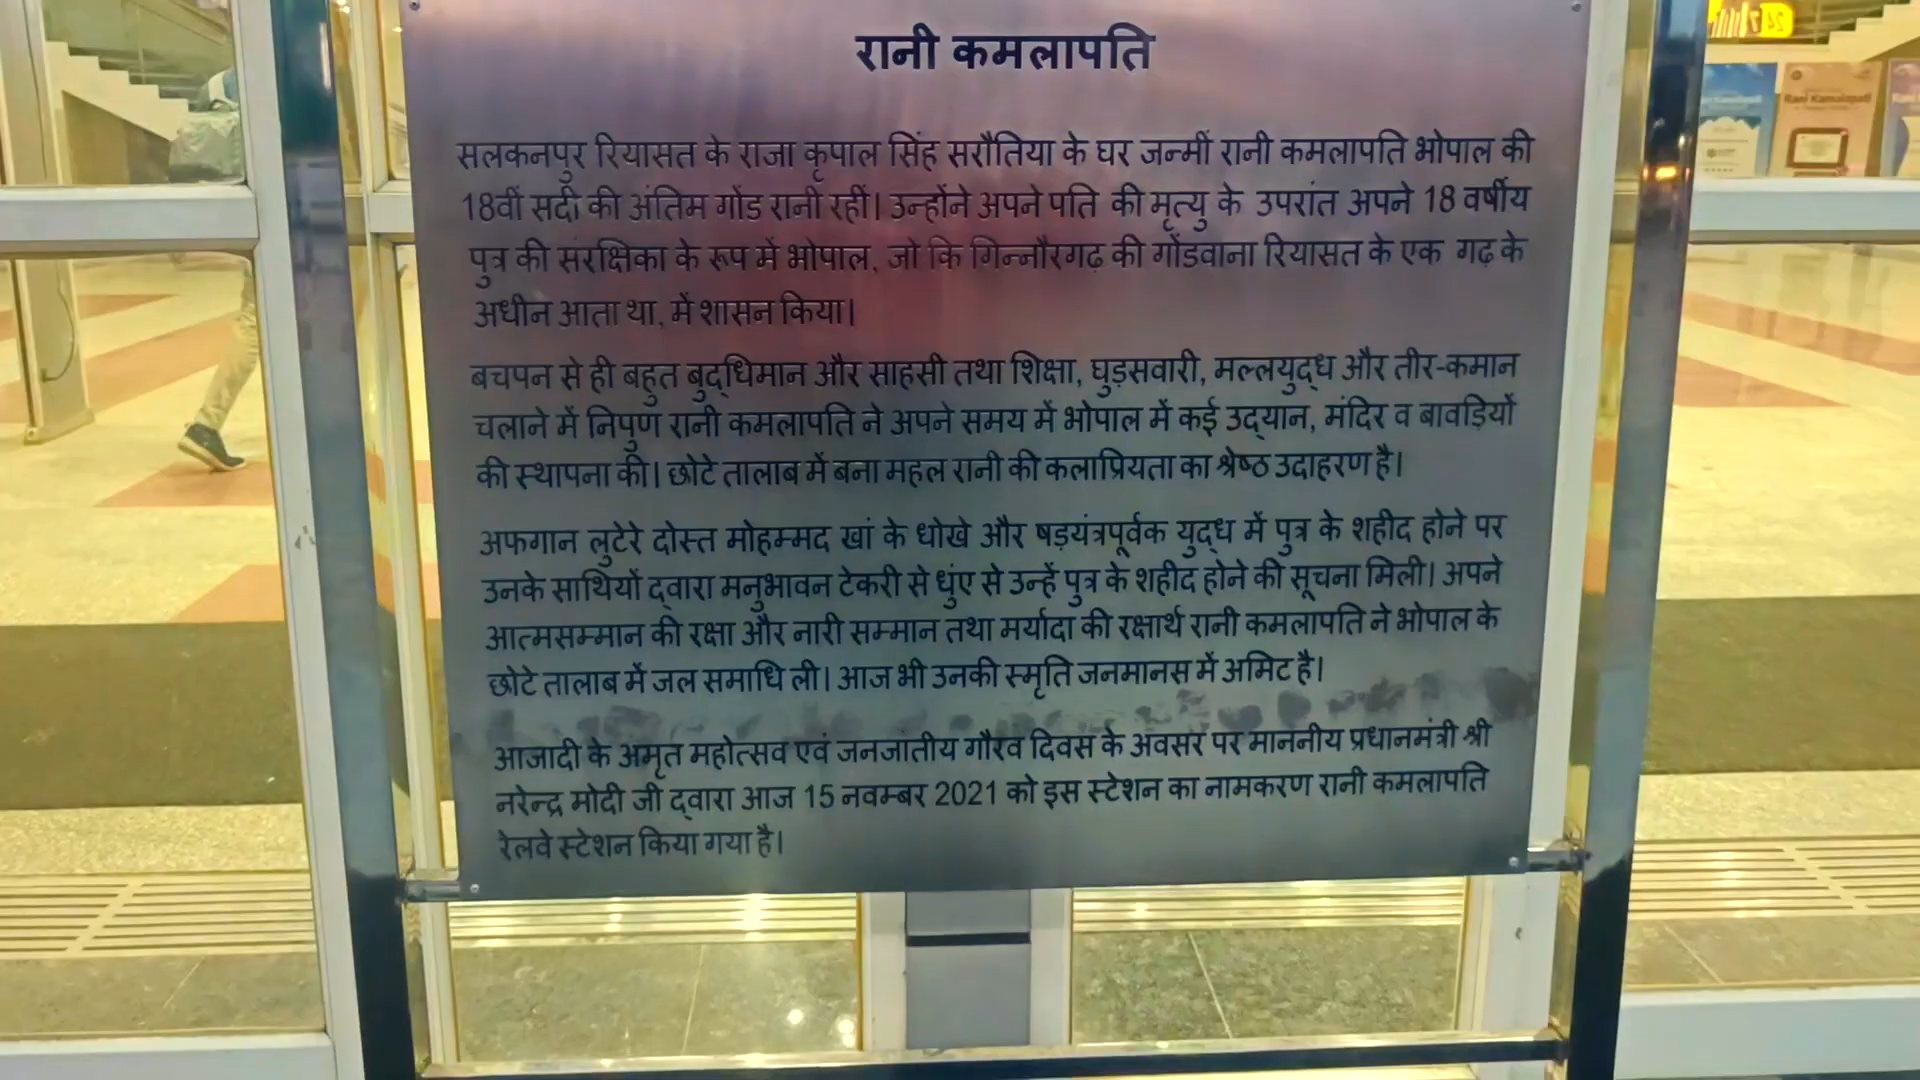 रानी कमलापति
सलकनपुर रियासत के राजा कृपाल सिंह सरौतिया के घर जन्मीं रानी कमलापति भोपाल की
18वीं सदी की अंतिम गोंड रानी रहीं। उन्होंने अपने पति की मृत्यु के उपरांत अपने 18 वर्षीय
पुत्र की संरक्षिका के रूप में भोपाल, जो कि गिन्नौरगढ़ की गोंडवाना रियासत के एक गढ़ के
अधीन आता था, में शासन किया।
बचपन से ही बहुत बुद्धिमान और साहसी तथा शिक्षा, घुड़सवारी, मल्लयुद्ध और तीर-कमान
चलाने में निपुण रानी कमलापति ने अपने समय में भोपाल में कई उद्यान, मंदिर व बावड़ियों
की स्थापना की। छोटे तालाब में बना महल रानी की कलाप्रियता का श्रेष्ठ उदाहरण है।
अफगान लुटेरे दोस्त मोहम्मद खां के धोखे और षड़यंत्रपूर्वक युद्ध में पुत्र के शहीद होने पर
उनके साथियों द्वारा मनुभावन टेकरी से धुंए से उन्हें पुत्र के शहीद होने की सूचना मिली। अपने
आत्मसम्मान की रक्षा और नारी सम्मान तथा मर्यादा की रक्षार्थ रानी कमलापति ने भोपाल के
छोटे तालाब में जल समाधि ली। आज भी उनकी स्मृति जनमानस में अमिट है।
आजादी के अमृत महोत्सव एवं जनजातीय गौरव दिवस के अवसर पर माननीय प्रधानमंत्री श्री
नरेन्द्र मोदी जी द्वारा आज 15 नवम्बर 2021 को इस स्टेशन का नामकरण रानी कमलापति
रेलवे स्टेशन किया गया है।
Rani Kamalapati